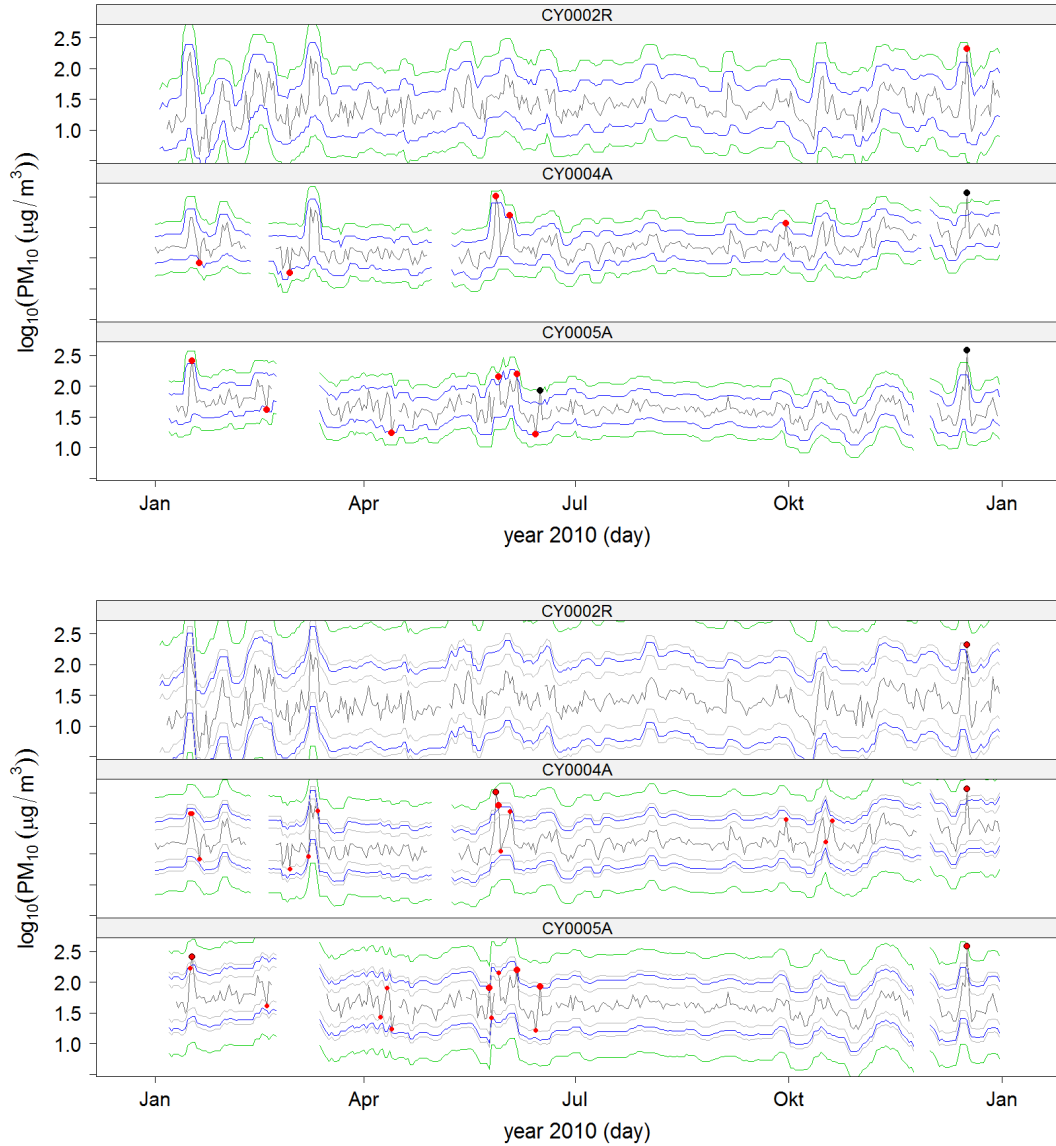 CY0002R
2.5
2.0
1.5
1.0
CY0004A
log10(PM10 (µg/m3))
CY0005A
2.5
2.0
1.5
1.0
Jan Apr Jul Okt Jan
year 2010 (day)
CY0002R
2.5
2.0
1.5
1.0
CY0004A
log10(PM10 (µg/m3))
CY0005A
2.5
2.0
1.5
1.0
Jan Apr Jul Okt Jan
year 2010 (day)